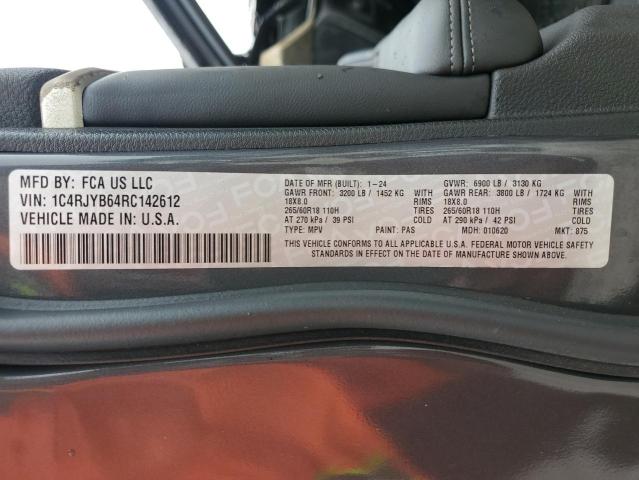 MFD BY: FCA US LLC
VIN: 1C4RJYB64RC142612
VEHICLE MADE IN U.S.A.
DATE OF MFR (BUILT): 1-24 GVWR: 6900 LB / 3130 KG
GAWR FRONT: 3200 LB / 1452 KG WITH GAWR REAR: 3800 LB / 1724 KG WITH
18X8.0 RIMS 18X8.0 RIMS
265/60R18 110H TIRES 265/60R18 110H TIRES
AT 270 kPa / 39 PSI COLD AT 290 kPa / 42 PSI COLD
TYPE: MPV PAINT: PAS MDH: 010620 MKT: 875
THIS VEHICLE CONFORMS TO ALL APPLICABLE U.S.A. FEDERAL MOTOR VEHICLE SAFETY
STANDARDS IN EFFECT ON THE DATE OF MANUFACTURE SHOWN ABOVE.